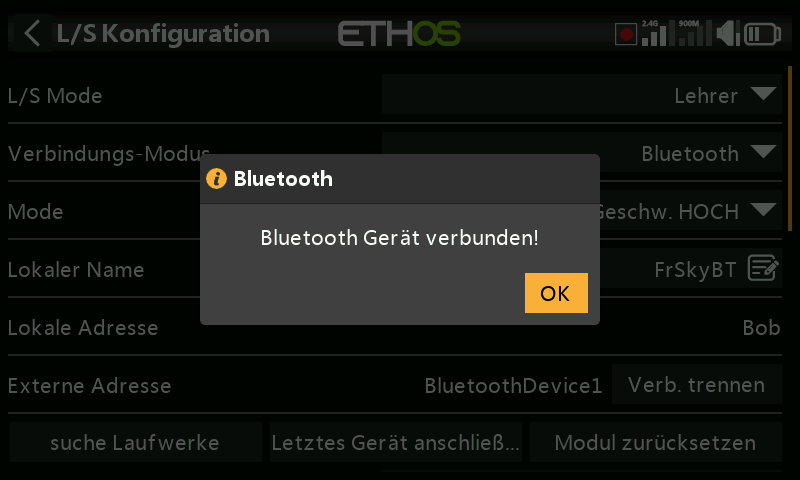 L/S Konfiguration
ETHOS
2.4G
900M
L/S Mode
Lehrer
Verbindungs-Modus
Bluetooth
Mode
Geschw. HOCH
Lokaler Name
FrSkyBT
Lokale Adresse
Bob
Externe Adresse
BluetoothDevice1
Verb. trennen
suche Laufwerke
Letztes Gerät anschließ...
Modul zurücksetzen
Bluetooth
Bluetooth Gerät verbunden!
OK